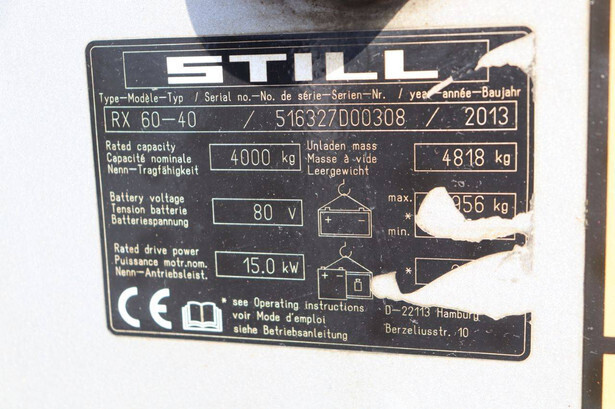 STILL
Type-Modèle-Typ / Serial no.-No. de série-Serien-Nr. / year-année-Baujahr
RX 60-40 / 516327D00308 / 2013
Rated capacity
Capacité nominale
Nenn-Tragfähigkeit
4000 kg
Unladen mass
Masse à vide
Leergewicht
4818 kg
Battery voltage
Tension batterie
Batteriespannung
80 V
+ -
max.
*
min.
956 kg
Rated drive power
Puissance motr.nom.
Nenn-Antriebsleist.
15.0 kW
+ -
*
CE
* see Operating instructions
voir Mode d'emploi
siehe Betriebsanleitung
D-22113 Hamburg
Berzeliusstr. 10